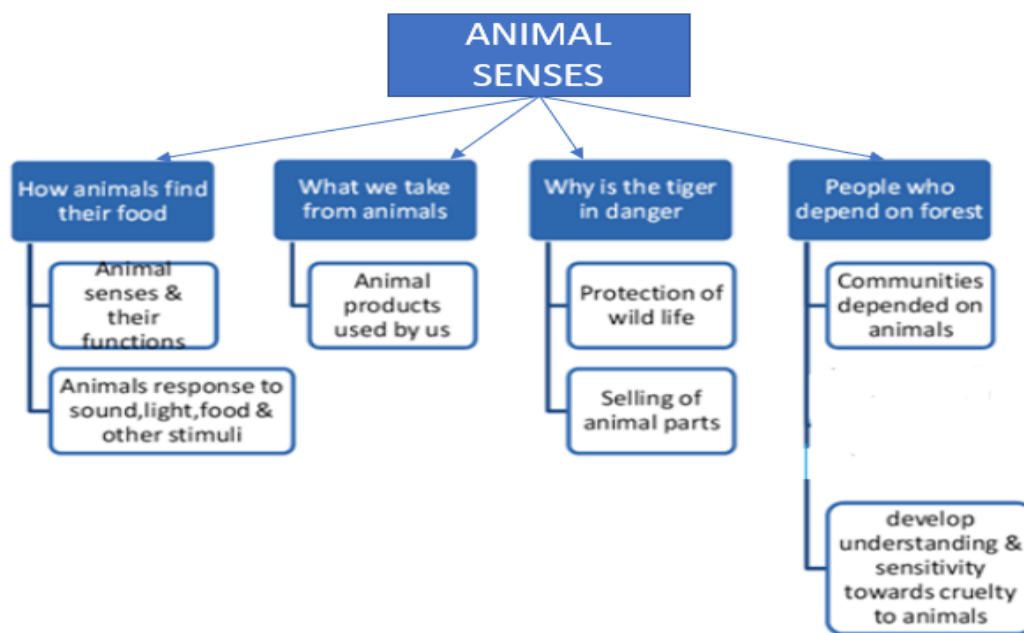 ANIMAL
SENSES
How animals find
their food
Animal
senses &
their
functions
Animals response to
sound,light,food &
other stimuli
What we take
from animals
Animal
products
used by us
Why is the tiger
in danger
Protection of
wild life
Selling of
animal parts
People who
depend on forest
Communities
depended on
animals
develop
understanding &
sensitivity
towards cruelty
to animals